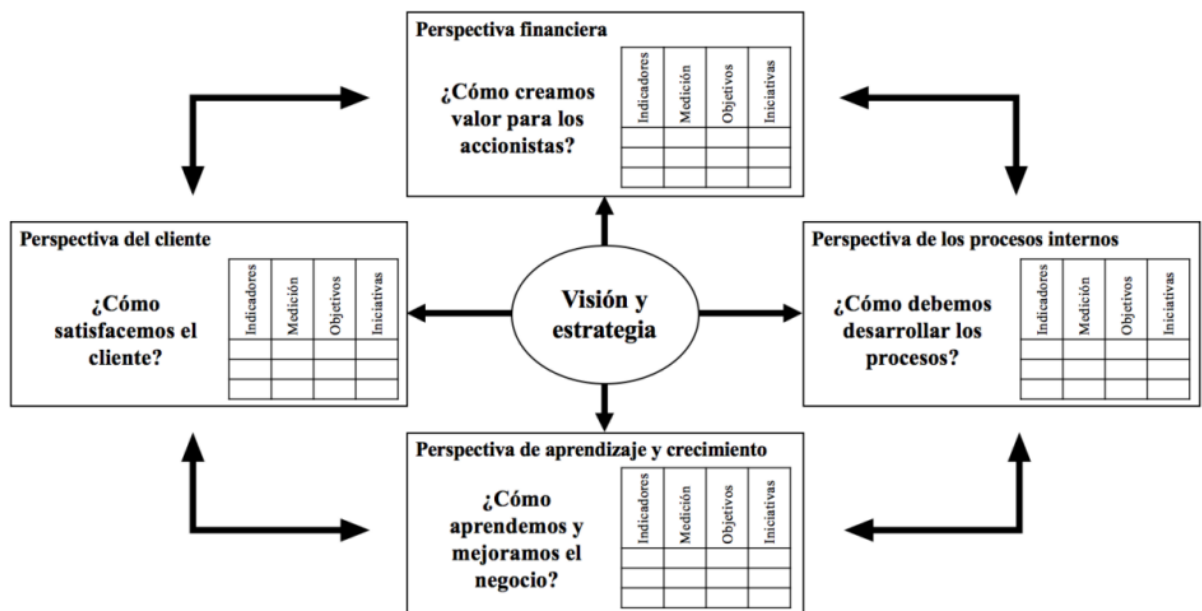 Perspectiva financiera
¿Cómo creamos
valor para los
accionistas?
Indicadores
Medición
Objetivos
Iniciativas
Perspectiva del cliente
¿Cómo
satisfacemos el
cliente?
Indicadores
Medición
Objetivos
Iniciativas
Visión y
estrategia
Perspectiva de los procesos internos
¿Cómo debemos
desarrollar los
procesos?
Indicadores
Medición
Objetivos
Iniciativas
Perspectiva de aprendizaje y crecimiento
¿Cómo
aprendemos y
mejoramos el
negocio?
Indicadores
Medición
Objetivos
Iniciativas